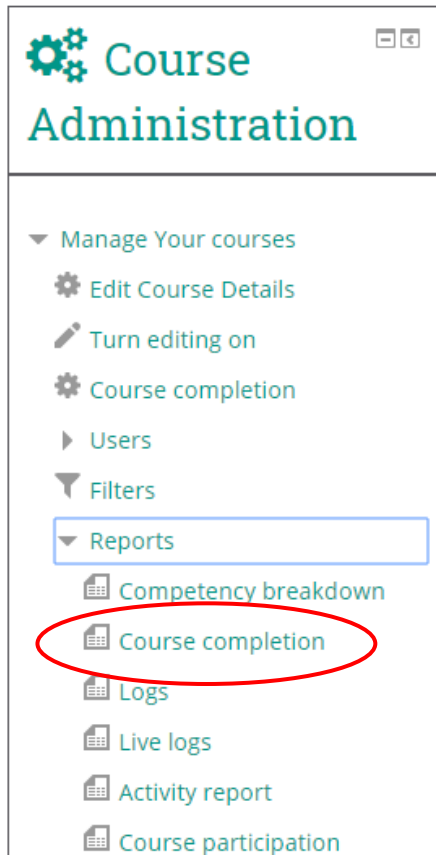 Course
Administration
Manage Your courses
Edit Course Details
Turn editing on
Course completion
Users
Filters
Reports
Competency breakdown
Course completion
Logs
Live logs
Activity report
Course participation